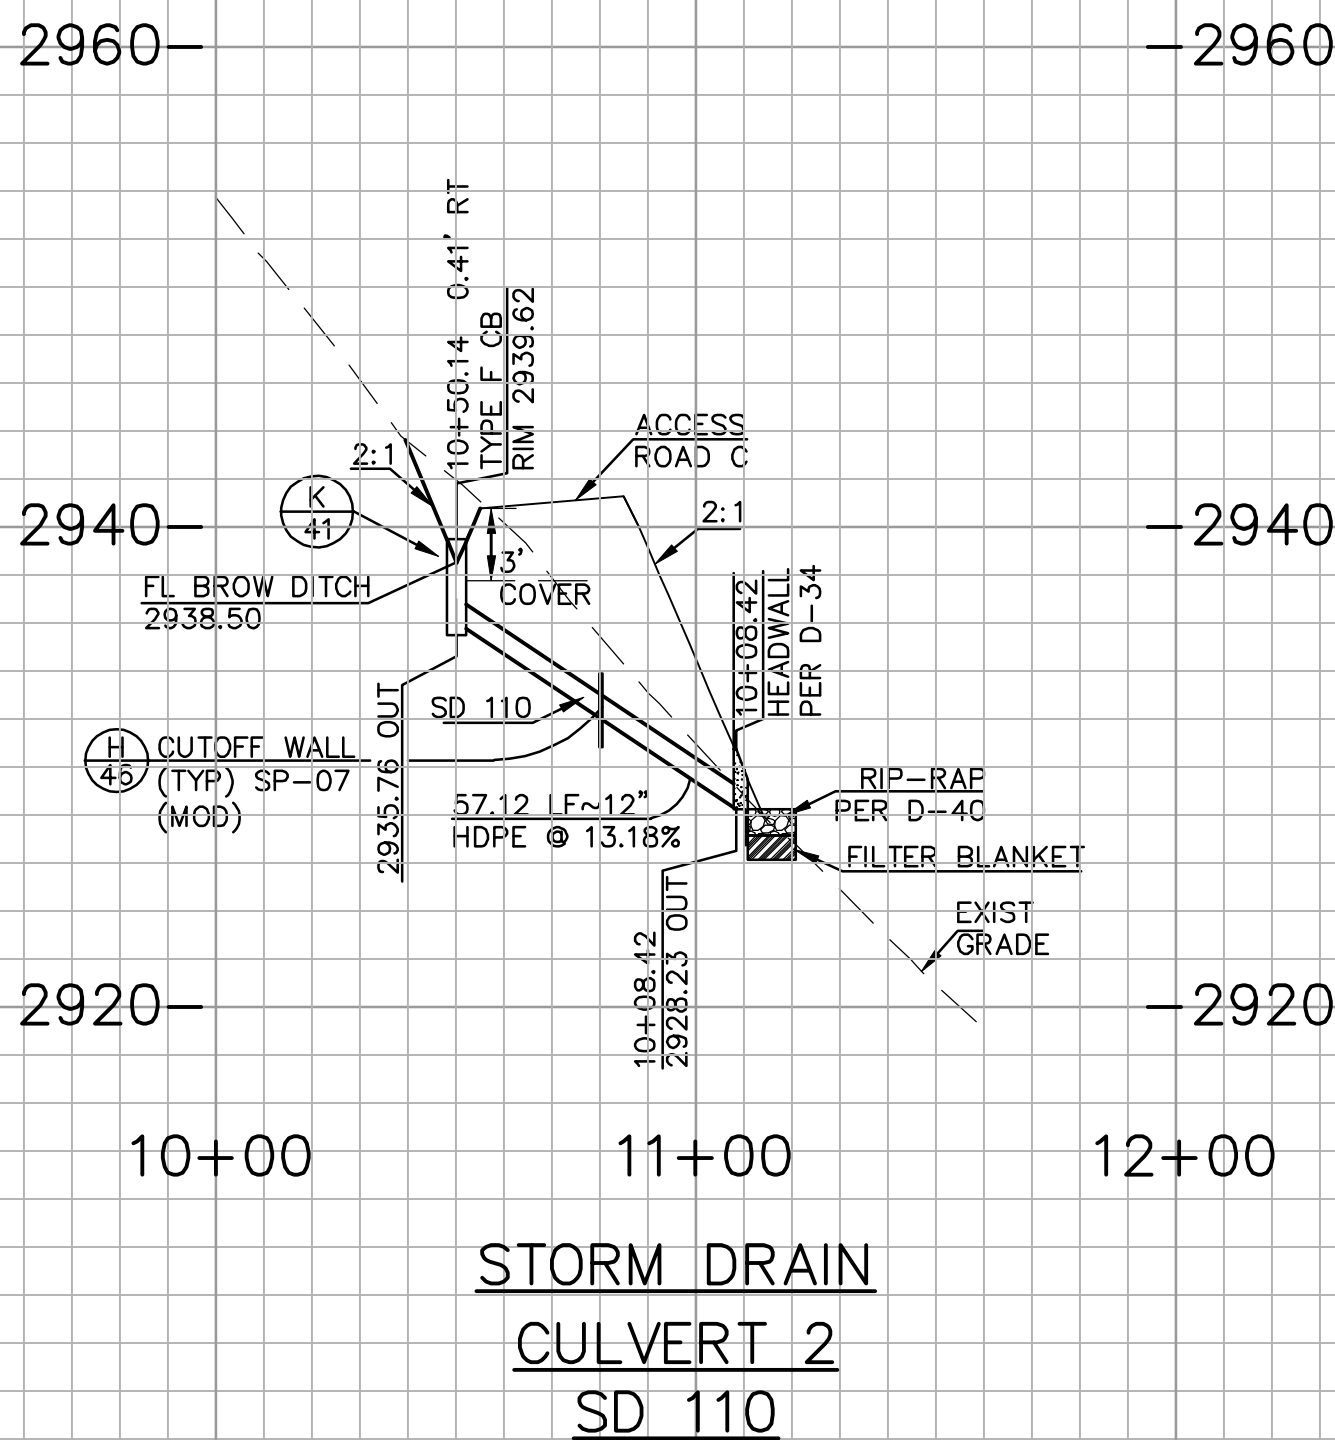 2960
2960
10+50.14 0.41' RT
TYPE F CB
RIM 2939.62
ACCESS
ROAD C
2:1
K
41
2940
2:1
2940
3'
COVER
FL BROW DITCH
2938.50
10+08.42
HEADWALL
PER D-34
SD 110
H
46
CUTOFF WALL
(TYP) SP-07
(MOD)
2935.76 OUT
57.12 LF~12"
HDPE @ 13.18%
RIP-RAP
PER D-40
FILTER BLANKET
EXIST
GRADE
10+08.42
2928.23 OUT
2920
2920
10+00
11+00
12+00
STORM DRAIN
CULVERT 2
SD 110